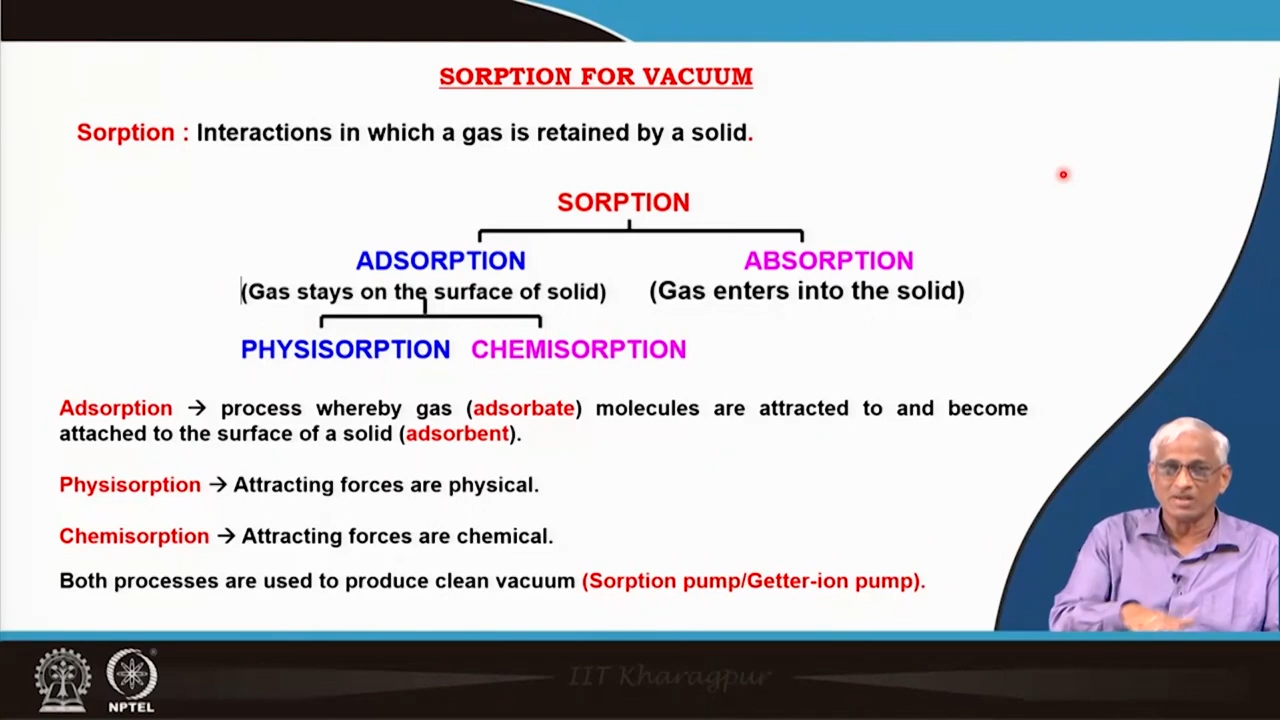 SORPTION FOR VACUUM
Sorption : Interactions in which a gas is retained by a solid.
SORPTION
ADSORPTION ABSORPTION
(Gas stays on the surface of solid) (Gas enters into the solid)
PHYSISORPTION CHEMISORPTION
Adsorption → process whereby gas (adsorbate) molecules are attracted to and become
attached to the surface of a solid (adsorbent).
Physisorption → Attracting forces are physical.
Chemisorption → Attracting forces are chemical.
Both processes are used to produce clean vacuum (Sorption pump/Getter-ion pump).
IIT Kharagpur
NPTEL